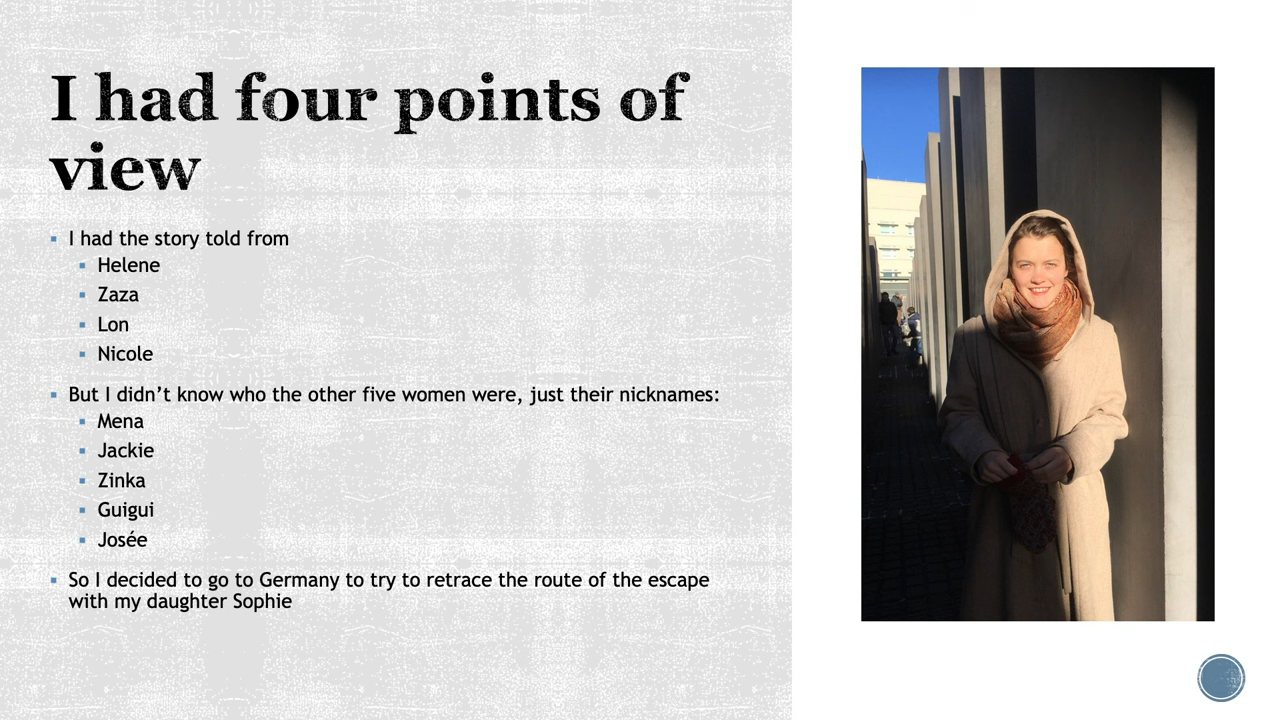 I had four points of
view
I had the story told from
Helene
Zaza
Lon
Nicole
But I didn’t know who the other five women were, just their nicknames:
Mena
Jackie
Zinka
Guigui
Josée
So I decided to go to Germany to try to retrace the route of the escape
with my daughter Sophie